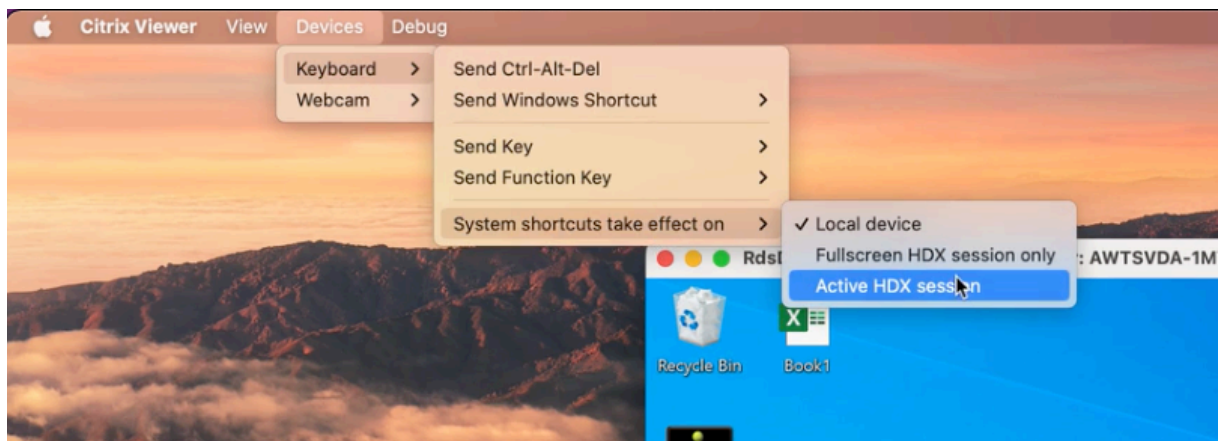 Citrix Viewer View Devices Debug
Keyboard
Webcam
Send Ctrl-Alt-Del
Send Windows Shortcut
Send Key
Send Function Key
System shortcuts take effect on
Local device
Fullscreen HDX session only
Active HDX session
: AWTSVDA-1M
Recycle Bin
Book1